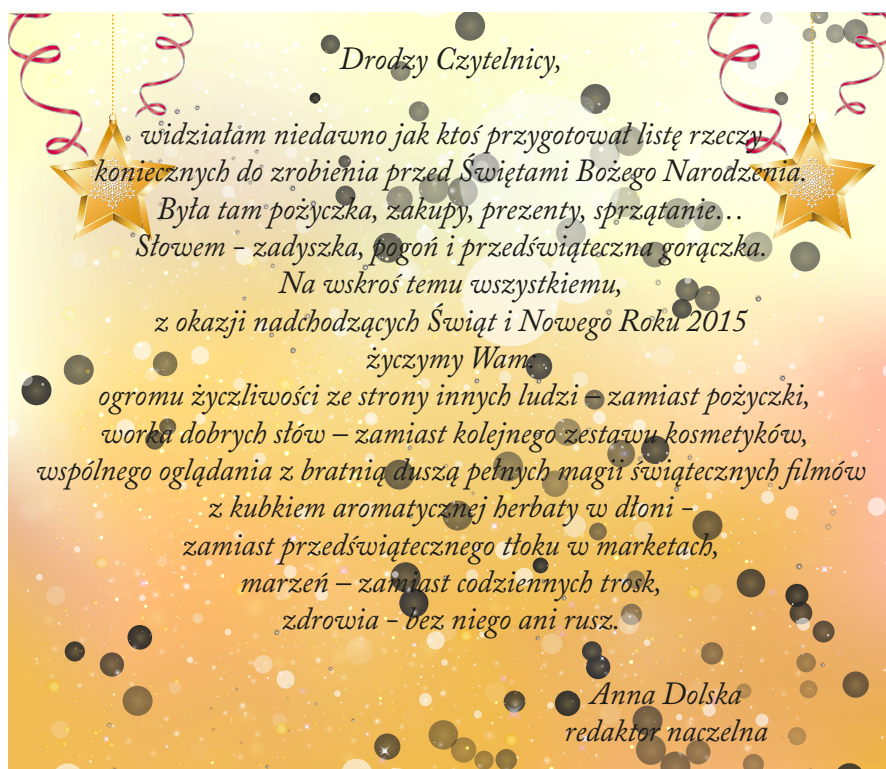 Drodzy Czytelnicy,
widziałam niedawno jak ktoś przygotował listę rzeczy
koniecznych do zrobienia przed Świętami Bożego Narodzenia.
Była tam pożyczka, zakupy, prezenty, sprzątanie…
Słowem - zadyszka, pogoń i przedświąteczna gorączka.
Na wskroś temu wszystkiemu,
z okazji nadchodzących Świąt i Nowego Roku 2015
życzymy Wam:
ogromu życzliwości ze strony innych ludzi – zamiast pożyczki,
worka dobrych słów – zamiast kolejnego zestawu kosmetyków,
wspólnego oglądania z bratnią duszą pełnych magii świątecznych filmów
z kubkiem aromatycznej herbaty w dłoni -
zamiast przedświątecznego tłoku w marketach,
marzeń – zamiast codziennych trosk,
zdrowia - bez niego ani rusz.
Anna Dolska
redaktor naczelna